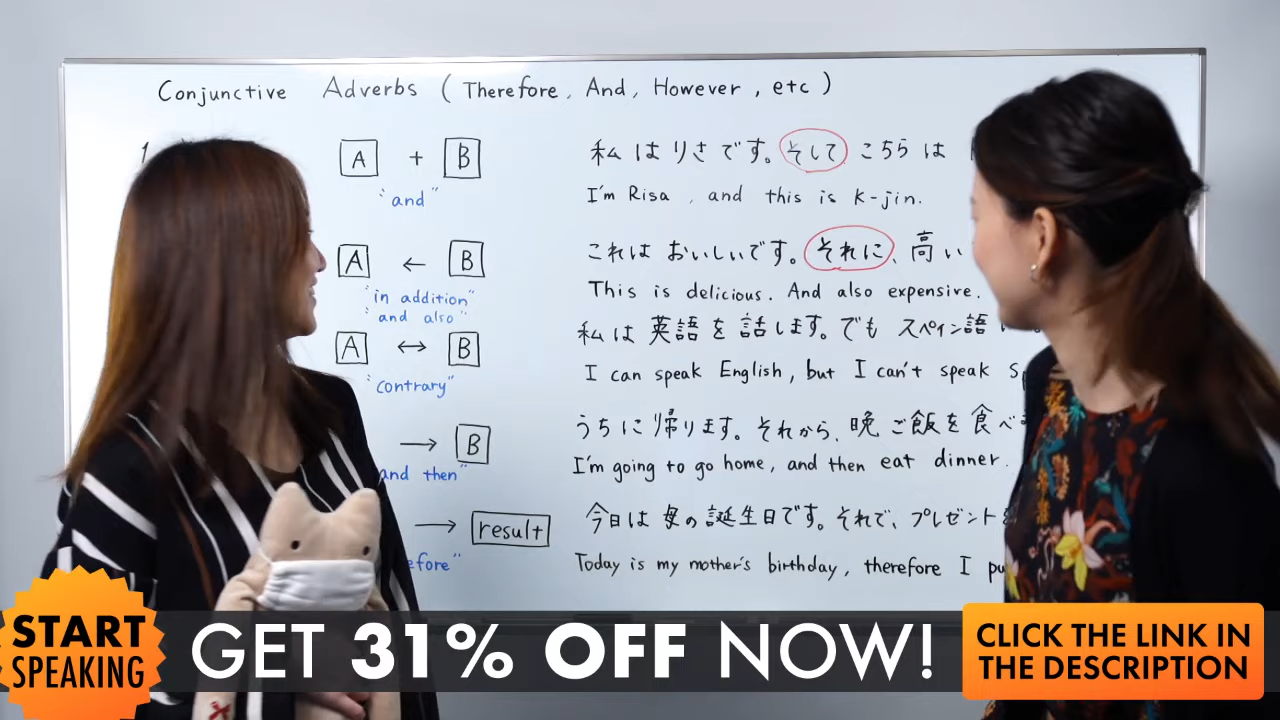 Conjunctive Adverbs (Therefore, And, However, etc)
1
A + B
"and"
私はりさです。そして こちらは
I'm Risa, and this is K-jin.
A ← B
"in addition"
"and also"
これは おいしいです。それに、高い
This is delicious. And also expensive.
A ↔ B
"contrary"
私は 英語を 話します。でも スペイン語
I can speak English, but I can't speak
→ B
and then"
うちに帰ります。それから、晩ご飯を食べ
I'm going to go home, and then eat dinner.
→ result
efore"
今日は 母の誕生日です。それで、プレゼントを
Today is my mother's birthday, therefore I
START
SPEAKING
GET 31% OFF NOW!
CLICK THE LINK IN
THE DESCRIPTION